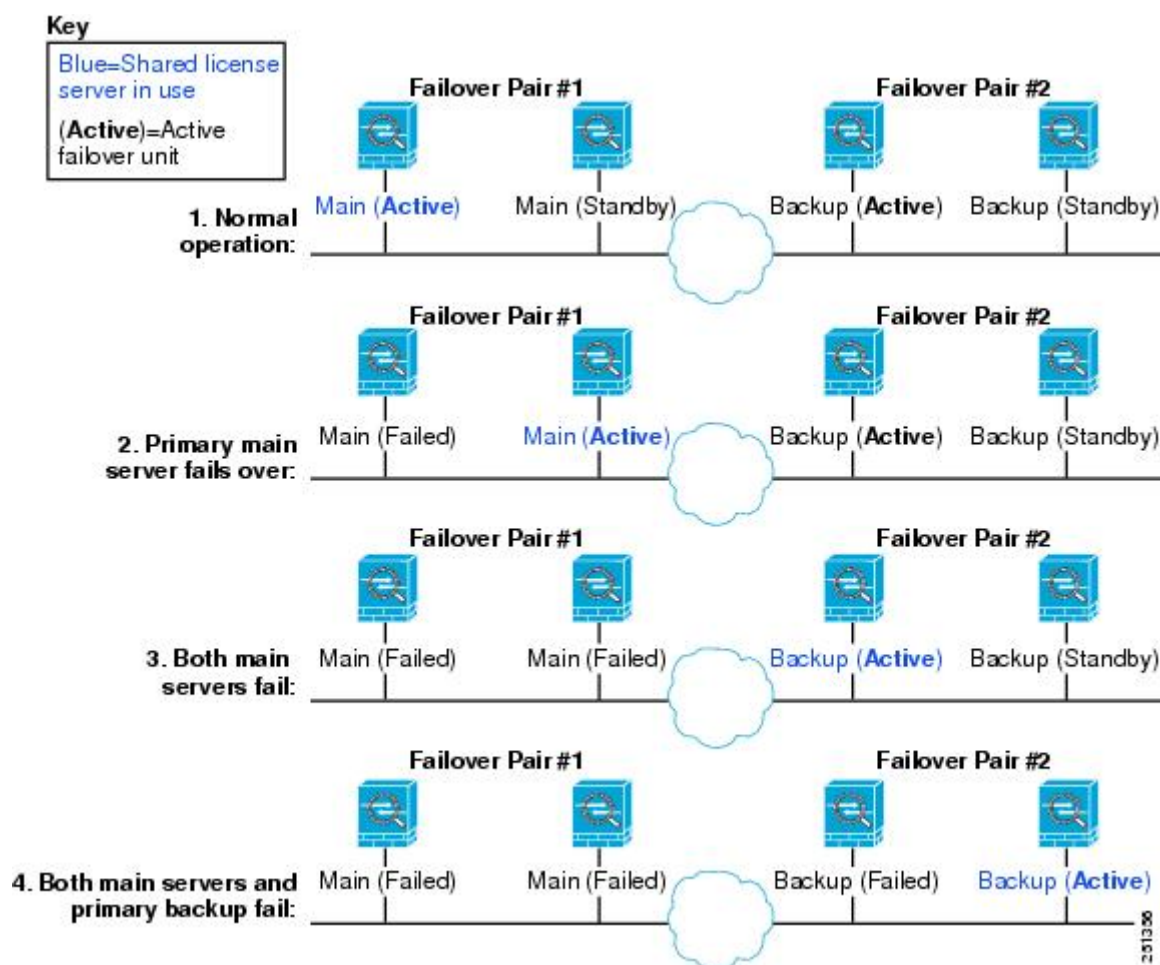 Key
Blue=Shared license
server in use
(Active)=Active
failover unit
Failover Pair #1
Failover Pair #2
1. Normal
operation:
Main (Active)
Main (Standby)
Backup (Active)
Backup (Standby)
Failover Pair #1
Failover Pair #2
2. Primary main
server fails over:
Main (Failed)
Main (Active)
Backup (Active)
Backup (Standby)
Failover Pair #1
Failover Pair #2
3. Both main
servers fail:
Main (Failed)
Main (Failed)
Backup (Active)
Backup (Standby)
Failover Pair #1
Failover Pair #2
4. Both main servers and
primary backup fail:
Main (Failed)
Main (Failed)
Backup (Failed)
Backup (Active)